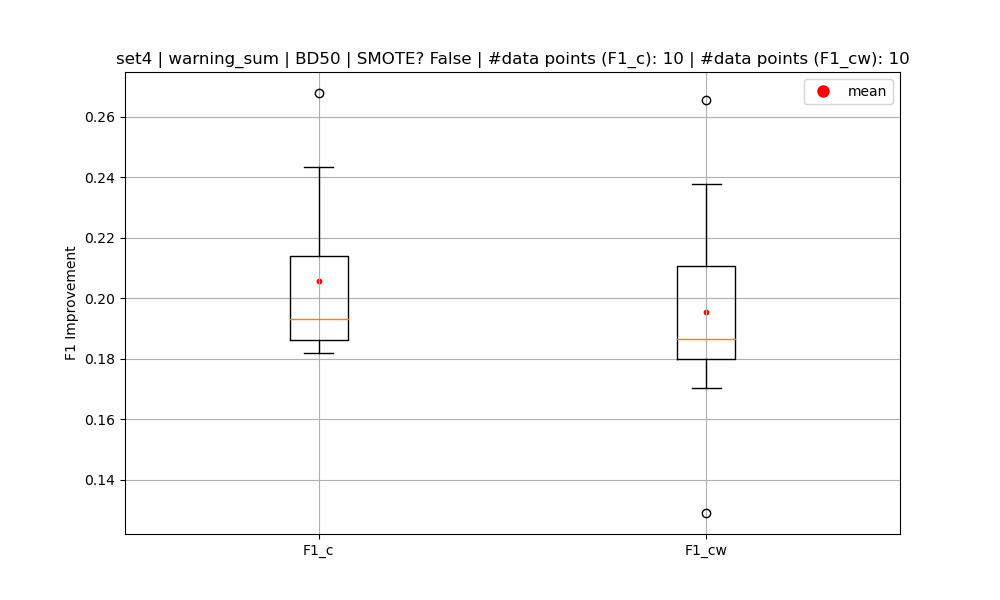 set4 | warning_sum | BD50 | SMOTE? False | #data points (F1_c): 10 | #data points (F1_cw): 10
mean
0.26
0.24
0.22
0.20
0.18
0.16
0.14
F1 Improvement
F1_c
F1_cw